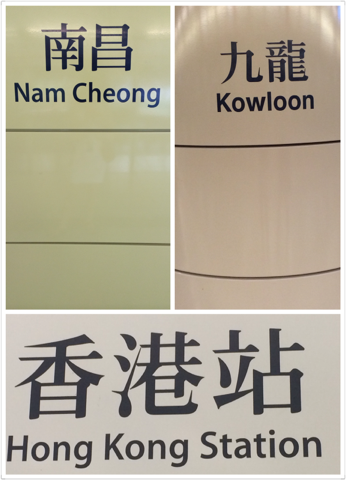 南昌
Nam Cheong
九龍
Kowloon
香港站
Hong Kong Station